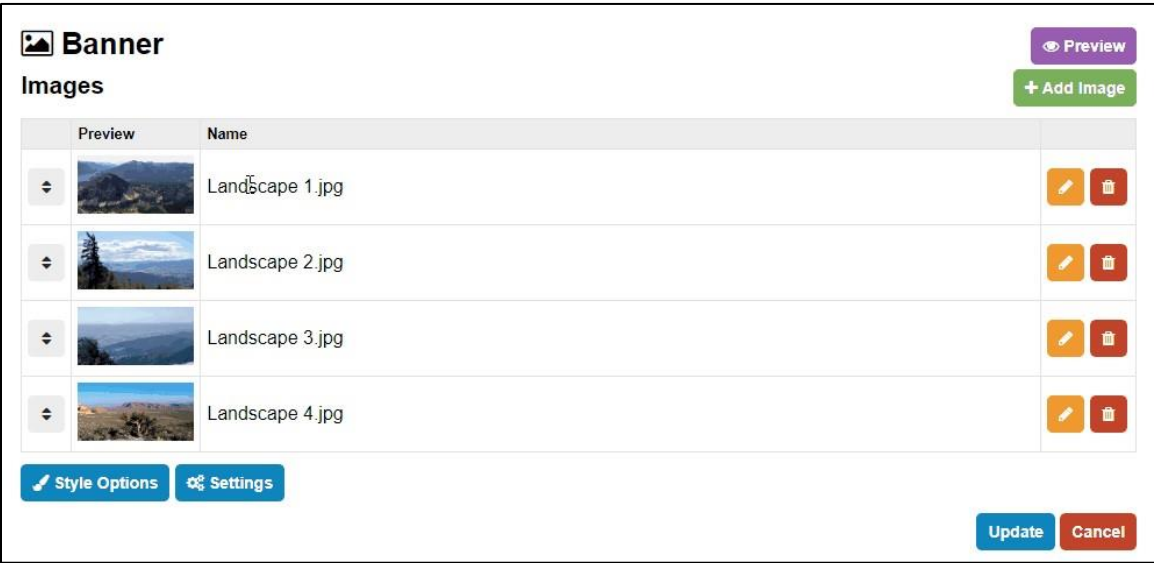 Banner
Preview
Images
+ Add Image
Preview Name
Landscape 1.jpg
Landscape 2.jpg
Landscape 3.jpg
Landscape 4.jpg
Style Options Settings
Update Cancel